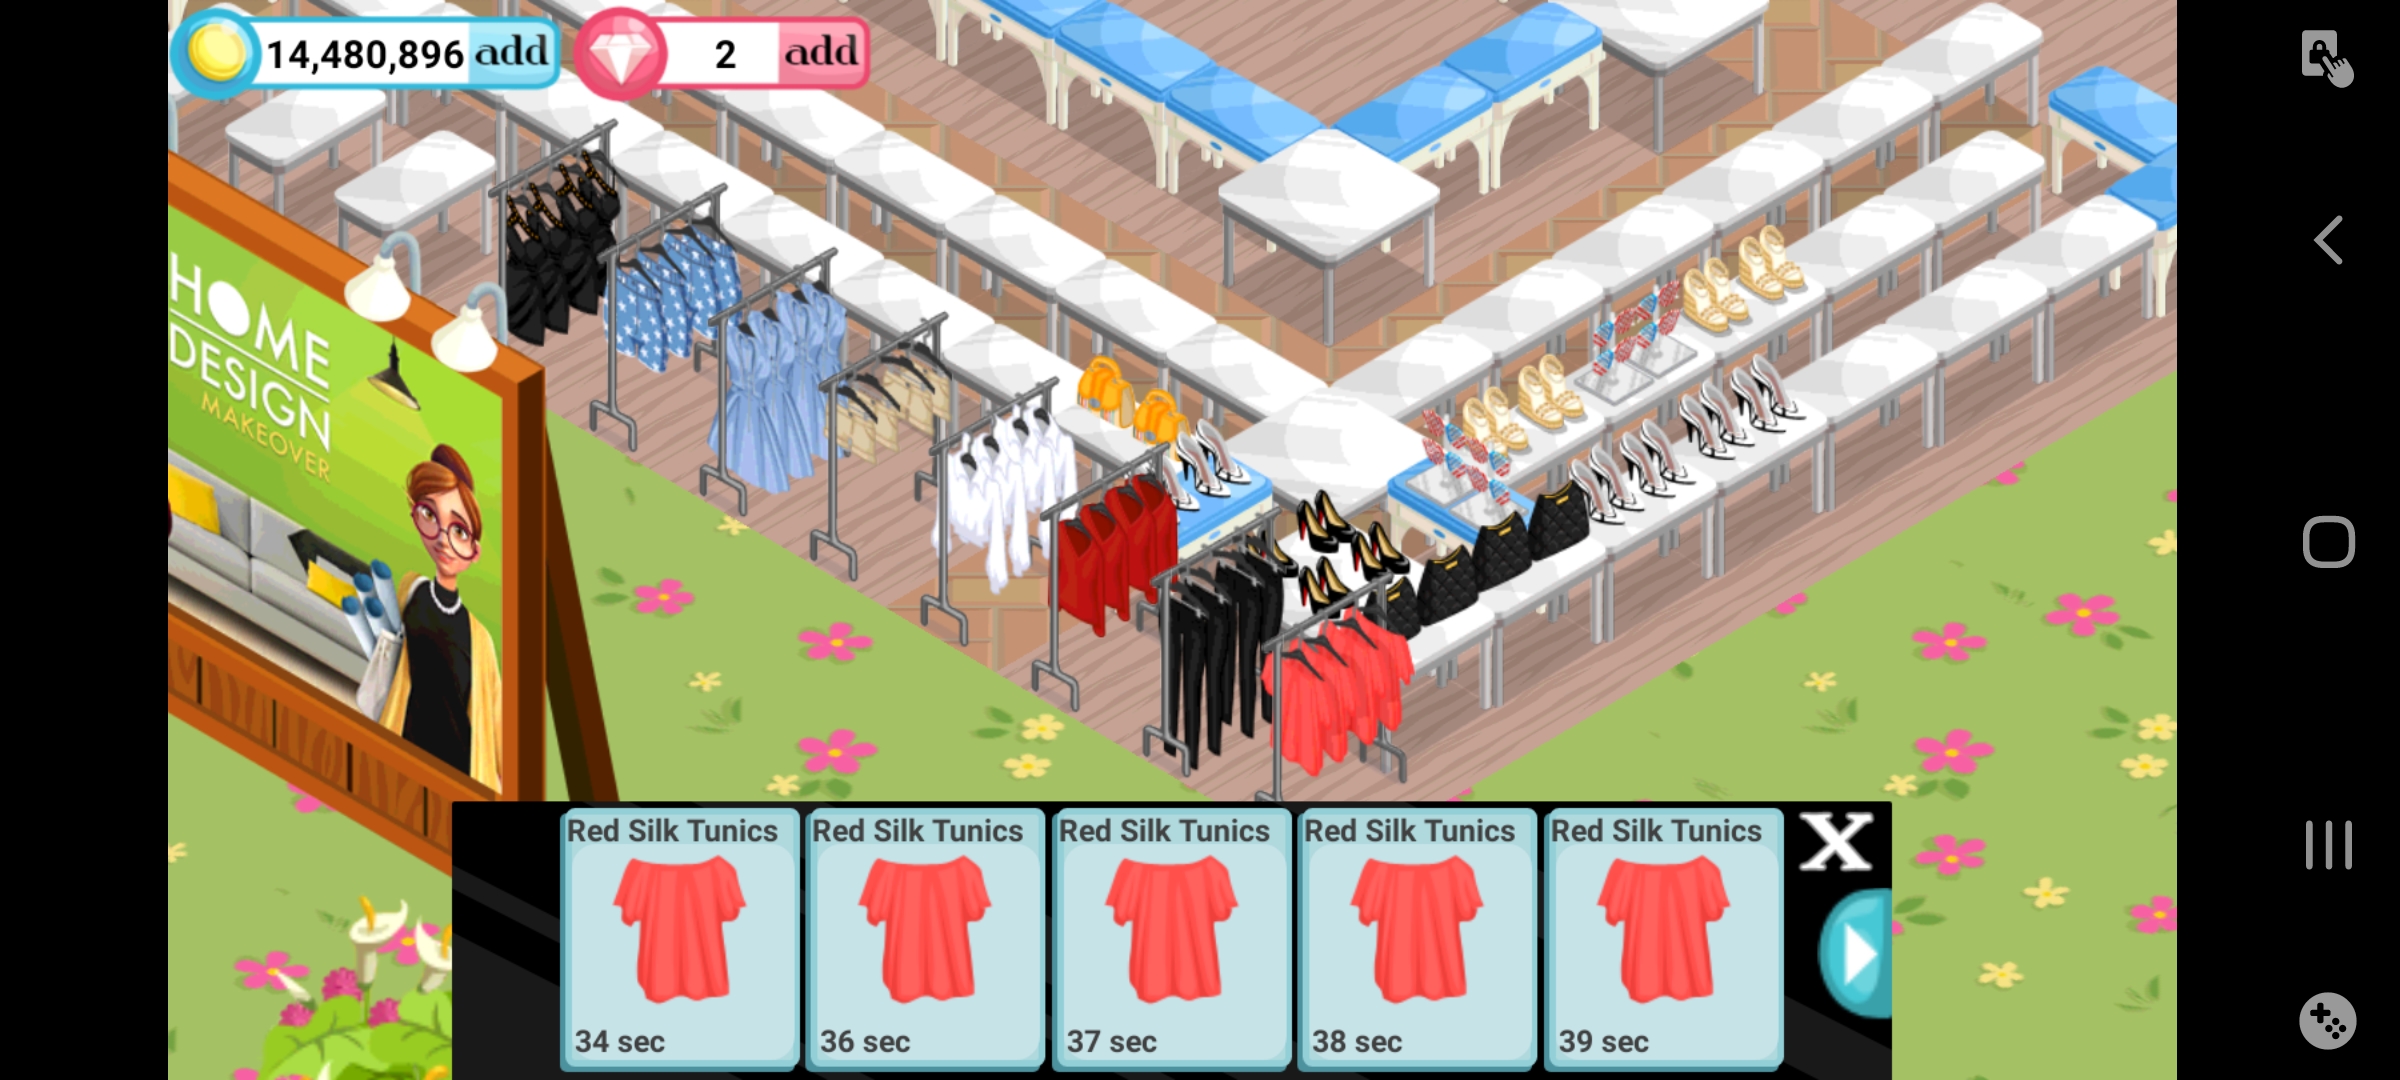 14,480,896 add 2 add
HOME
DESIGN
MAKEOVER
Red Silk Tunics Red Silk Tunics Red Silk Tunics Red Silk Tunics Red Silk Tunics X
34 sec 36 sec 37 sec 38 sec 39 sec